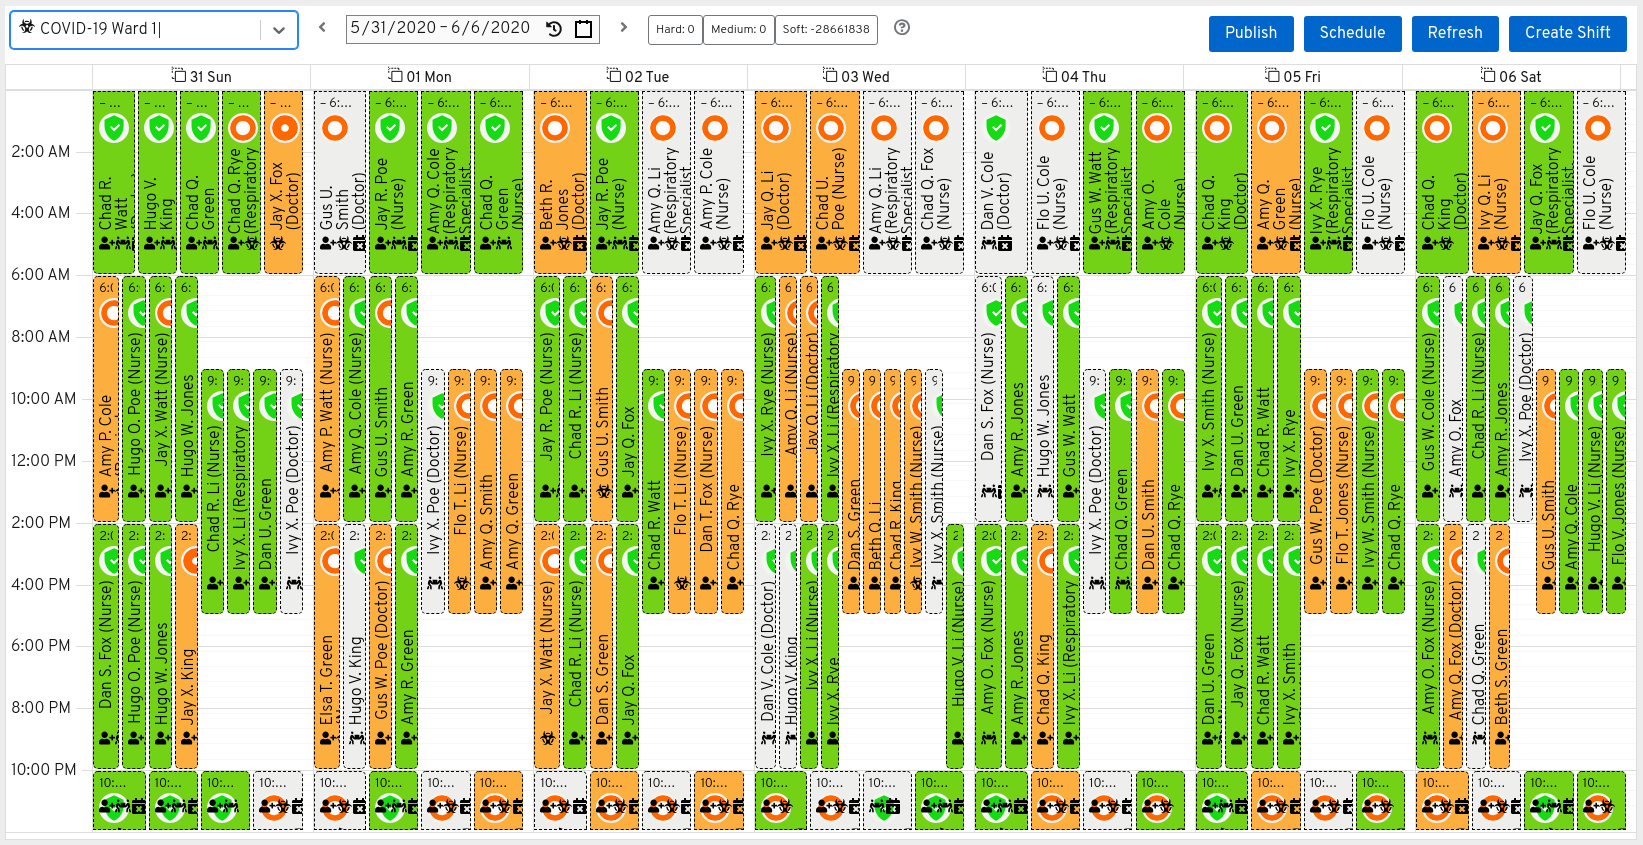 COVID-19 Ward 1
5/31/2020 – 6/6/2020
Hard: 0
Medium: 0
Soft: -28661838
Publish
Schedule
Refresh
Create Shift
31 Sun
01 Mon
02 Tue
03 Wed
04 Thu
05 Fri
06 Sat
2:00 AM
4:00 AM
6:00 AM
8:00 AM
10:00 AM
12:00 PM
2:00 PM
4:00 PM
6:00 PM
8:00 PM
10:00 PM
Chad R. Watt
Hugo V. King
Chad Q. Green
Chad Q. Rye (Respiratory
Jay X. Fox (Doctor)
Gus U. Smith (Doctor)
Jay R. Poe (Nurse)
Amy Q. Cole (Respiratory Specialist
Chad Q. Green (Nurse)
Beth R. Jones (Doctor)
Jay R. Poe (Nurse)
Amy Q. Li (Respiratory Specialist
Amy P. Cole (Nurse)
Jay Q. Li (Doctor)
Chad U. Poe (Nurse)
Amy Q. Li (Respiratory Specialist
Chad Q. Fox (Nurse)
Dan V. Cole (Doctor)
Flo U. Cole (Nurse)
Gus W. Watt (Respiratory Specialist
Amy O. Cole (Nurse)
Chad Q. King (Doctor)
Amy Q. Green (Nurse)
Ivy X. Rye (Respiratory Specialist
Flo U. Cole (Nurse)
Chad Q. King (Doctor)
Ivy Q. Li (Nurse)
Jay Q. Fox (Respiratory Specialist
Flo U. Cole (Nurse)
Amy P. Cole
Hugo O. Poe (Nurse)
Jay X. Watt (Nurse)
Hugo W. Jones
Chad R. Li (Nurse)
Ivy X. Li (Respiratory
Dan U. Green
Ivy X. Poe (Doctor)
Amy P. Watt (Nurse)
Amy Q. Cole (Nurse)
Gus U. Smith
Amy R. Green
Ivy X. Poe (Doctor)
Flo T. Li (Nurse)
Amy Q. Smith
Amy Q. Green
Jay R. Poe (Nurse)
Chad R. Li (Nurse)
Gus U. Smith
Jay Q. Fox
Chad R. Watt
Flo T. Li (Nurse)
Dan T. Fox (Nurse)
Chad Q. Rye
Ivy X. Rye (Nurse)
Amy Q. Li (Nurse)
Jay Q. Li (Doctor)
Ivy X. Li (Respiratory
Dan S. Green
Beth Q. Li
Chad R. King
Ivy W. Smith (Nurse)
Ivy X. Smith (Nurse)
Dan S. Fox (Nurse)
Amy R. Jones
Hugo W. Jones
Gus W. Watt
Ivy X. Poe (Doctor)
Chad Q. Green
Dan U. Smith
Chad Q. Rye
Ivy X. Smith (Nurse)
Dan U. Green
Chad R. Watt
Ivy X. Rye
Gus W. Poe (Doctor)
Flo T. Jones (Nurse)
Ivy W. Smith (Nurse)
Chad Q. Rye
Gus W. Cole (Nurse)
Amy O. Fox
Chad R. Li (Nurse)
Amy R. Jones
Ivy X. Poe (Doctor)
Gus U. Smith
Amy Q. Cole
Hugo V. Li (Nurse)
Flo V. Jones (Nurse)
Dan S. Fox (Nurse)
Hugo O. Poe (Nurse)
Hugo W. Jones
Jay X. King
Elsa T. Green
Hugo V. King
Gus W. Poe (Doctor)
Amy R. Green
Jay X. Watt (Nurse)
Chad R. Li (Nurse)
Dan S. Green
Jay Q. Fox
Dan V. Cole (Doctor)
Hugo V. King
Ivy X. Li (Nurse)
Ivy X. Rye
Hugo V. Li (Nurse)
Amy O. Fox (Nurse)
Amy R. Jones
Chad Q. King
Ivy X. Li (Respiratory
Dan U. Green
Jay Q. Fox (Nurse)
Chad R. Watt
Ivy X. Smith
Amy O. Fox (Nurse)
Amy Q. Fox (Doctor)
Chad Q. Green
Beth S. Green